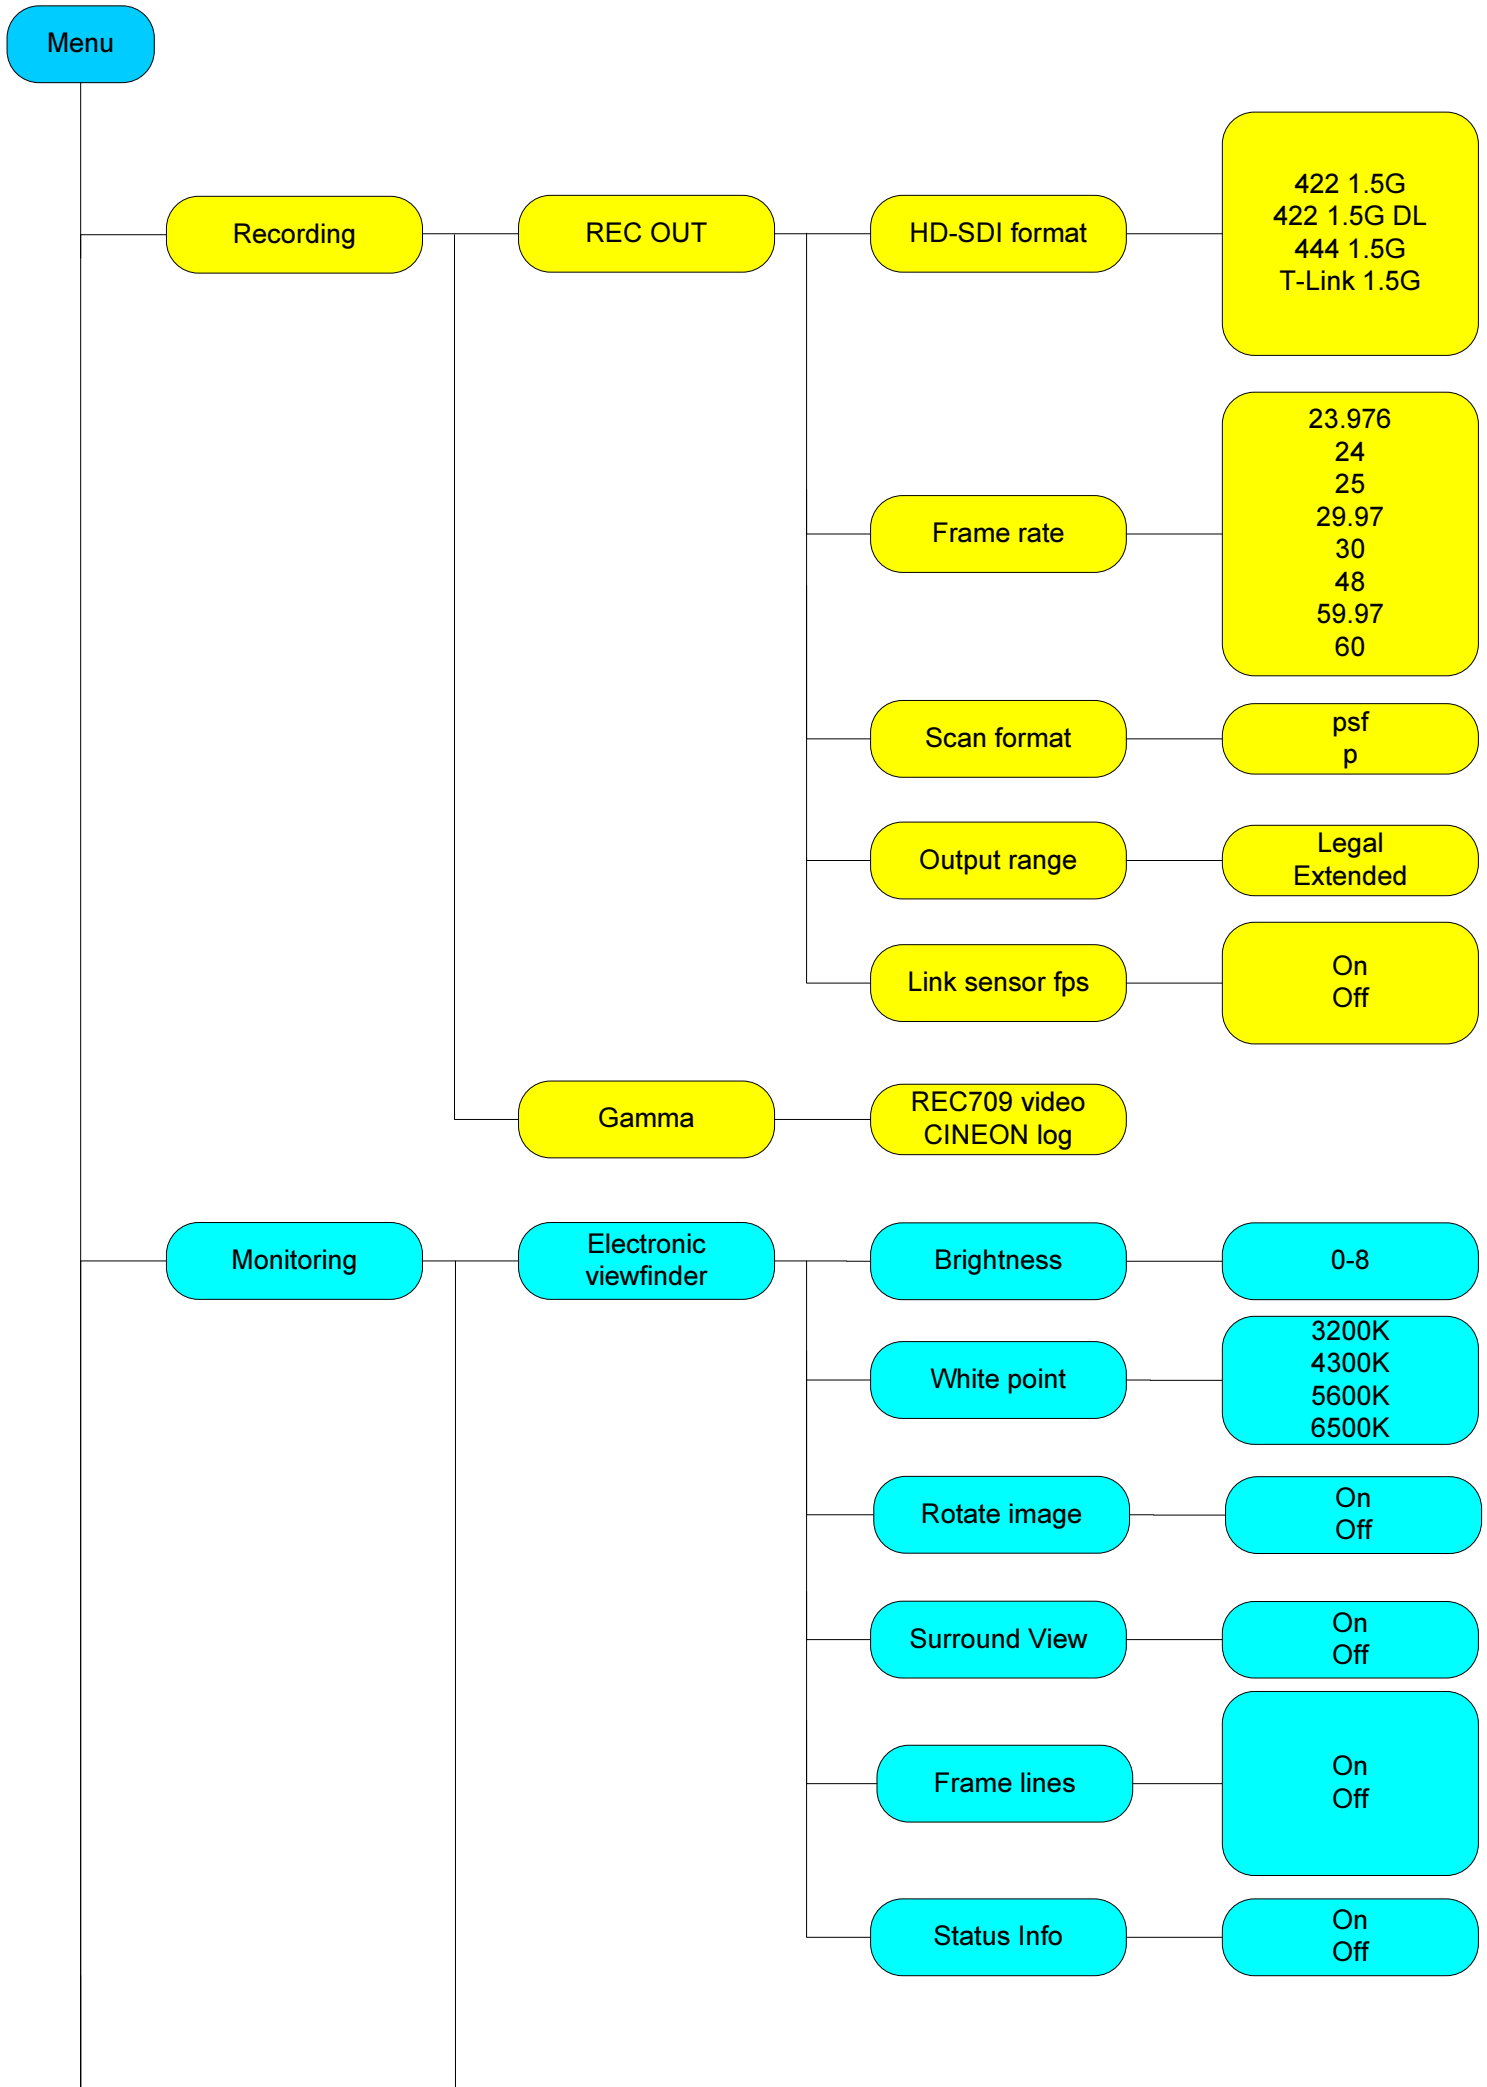 Menu
Recording
REC OUT
HD-SDI format
422 1.5G
422 1.5G DL
444 1.5G
T-Link 1.5G
Frame rate
23.976
24
25
29.97
30
48
59.97
60
Scan format
psf
p
Output range
Legal
Extended
Link sensor fps
On
Off
Gamma
REC709 video
CINEON log
Monitoring
Electronic
viewfinder
Brightness
0-8
White point
3200K
4300K
5600K
6500K
Rotate image
On
Off
Surround View
On
Off
Frame lines
On
Off
Status Info
On
Off